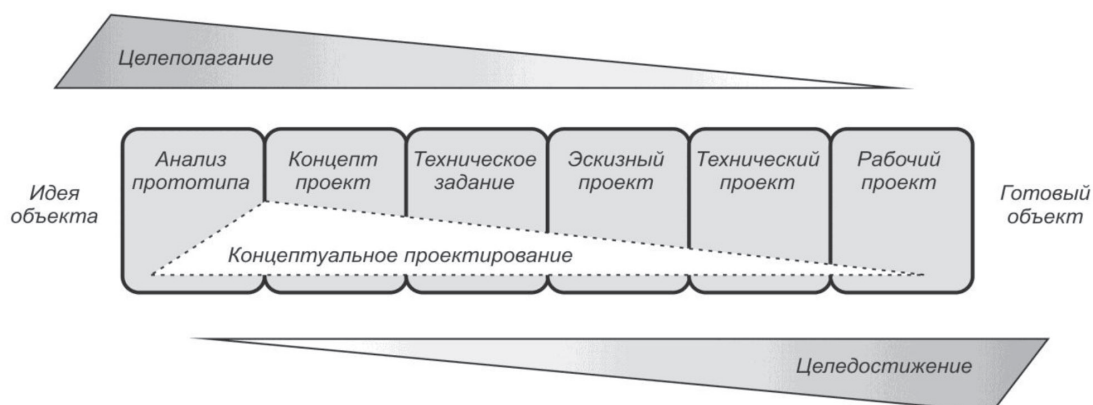 Целеполагание
Идея
объекта
Анализ
прототипа
Концепт
проект
Техническое
задание
Эскизный
проект
Технический
проект
Рабочий
проект
Готовый
объект
Концептуальное проектирование
Целедостижение